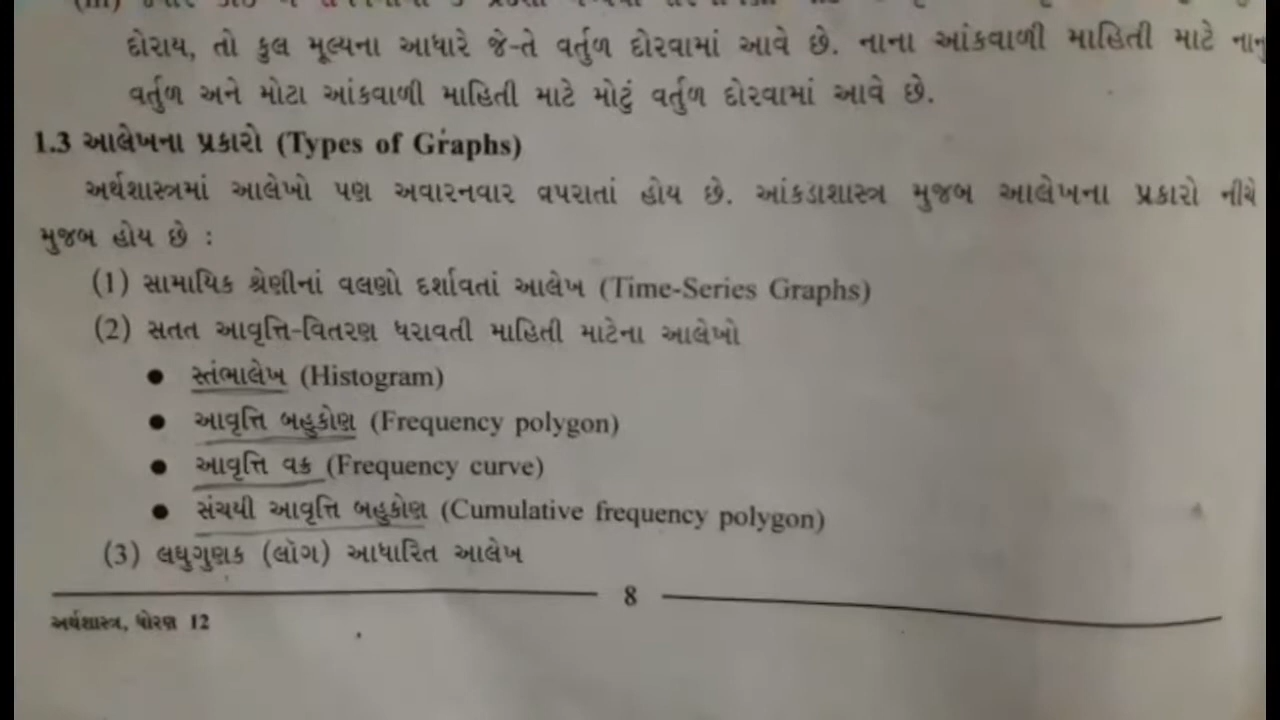 દોરાય, તો કુલ મૂલ્યના આધારે જે-તે વર્તુળ દોરવામાં આવે છે. નાના આંકવાળી માહિતી માટે
વર્તુળ અને મોટા આંકવાળી માહિતી માટે મોટું વર્તુળ દોરવામાં આવે છે.
1.3 આલેખના પ્રકારો (Types of Graphs)
અર્થશાસ્ત્રમાં આલેખો પણ અવારનવાર વપરાતાં હોય છે. આંકડાશાસ્ત્ર મુજબ આલેખના પ્રકારો નીચે
મુજબ હોય છે :
(1) સામાયિક શ્રેણીનાં વલણો દર્શાવતાં આલેખ (Time-Series Graphs)
(2) સતત આવૃત્તિ-વિતરણ ધરાવતી માહિતી માટેના આલેખો
● સ્તંભાલેખ (Histogram)
● આવૃત્તિ બહુકોણ (Frequency polygon)
● આવૃત્તિ વક્ર (Frequency curve)
● સંચયી આવૃત્તિ બહુકોણ (Cumulative frequency polygon)
(3) લઘુગુણક (લૉગ) આધારિત આલેખ
8
અર્થશાસ્ત્ર, ધોરણ 12